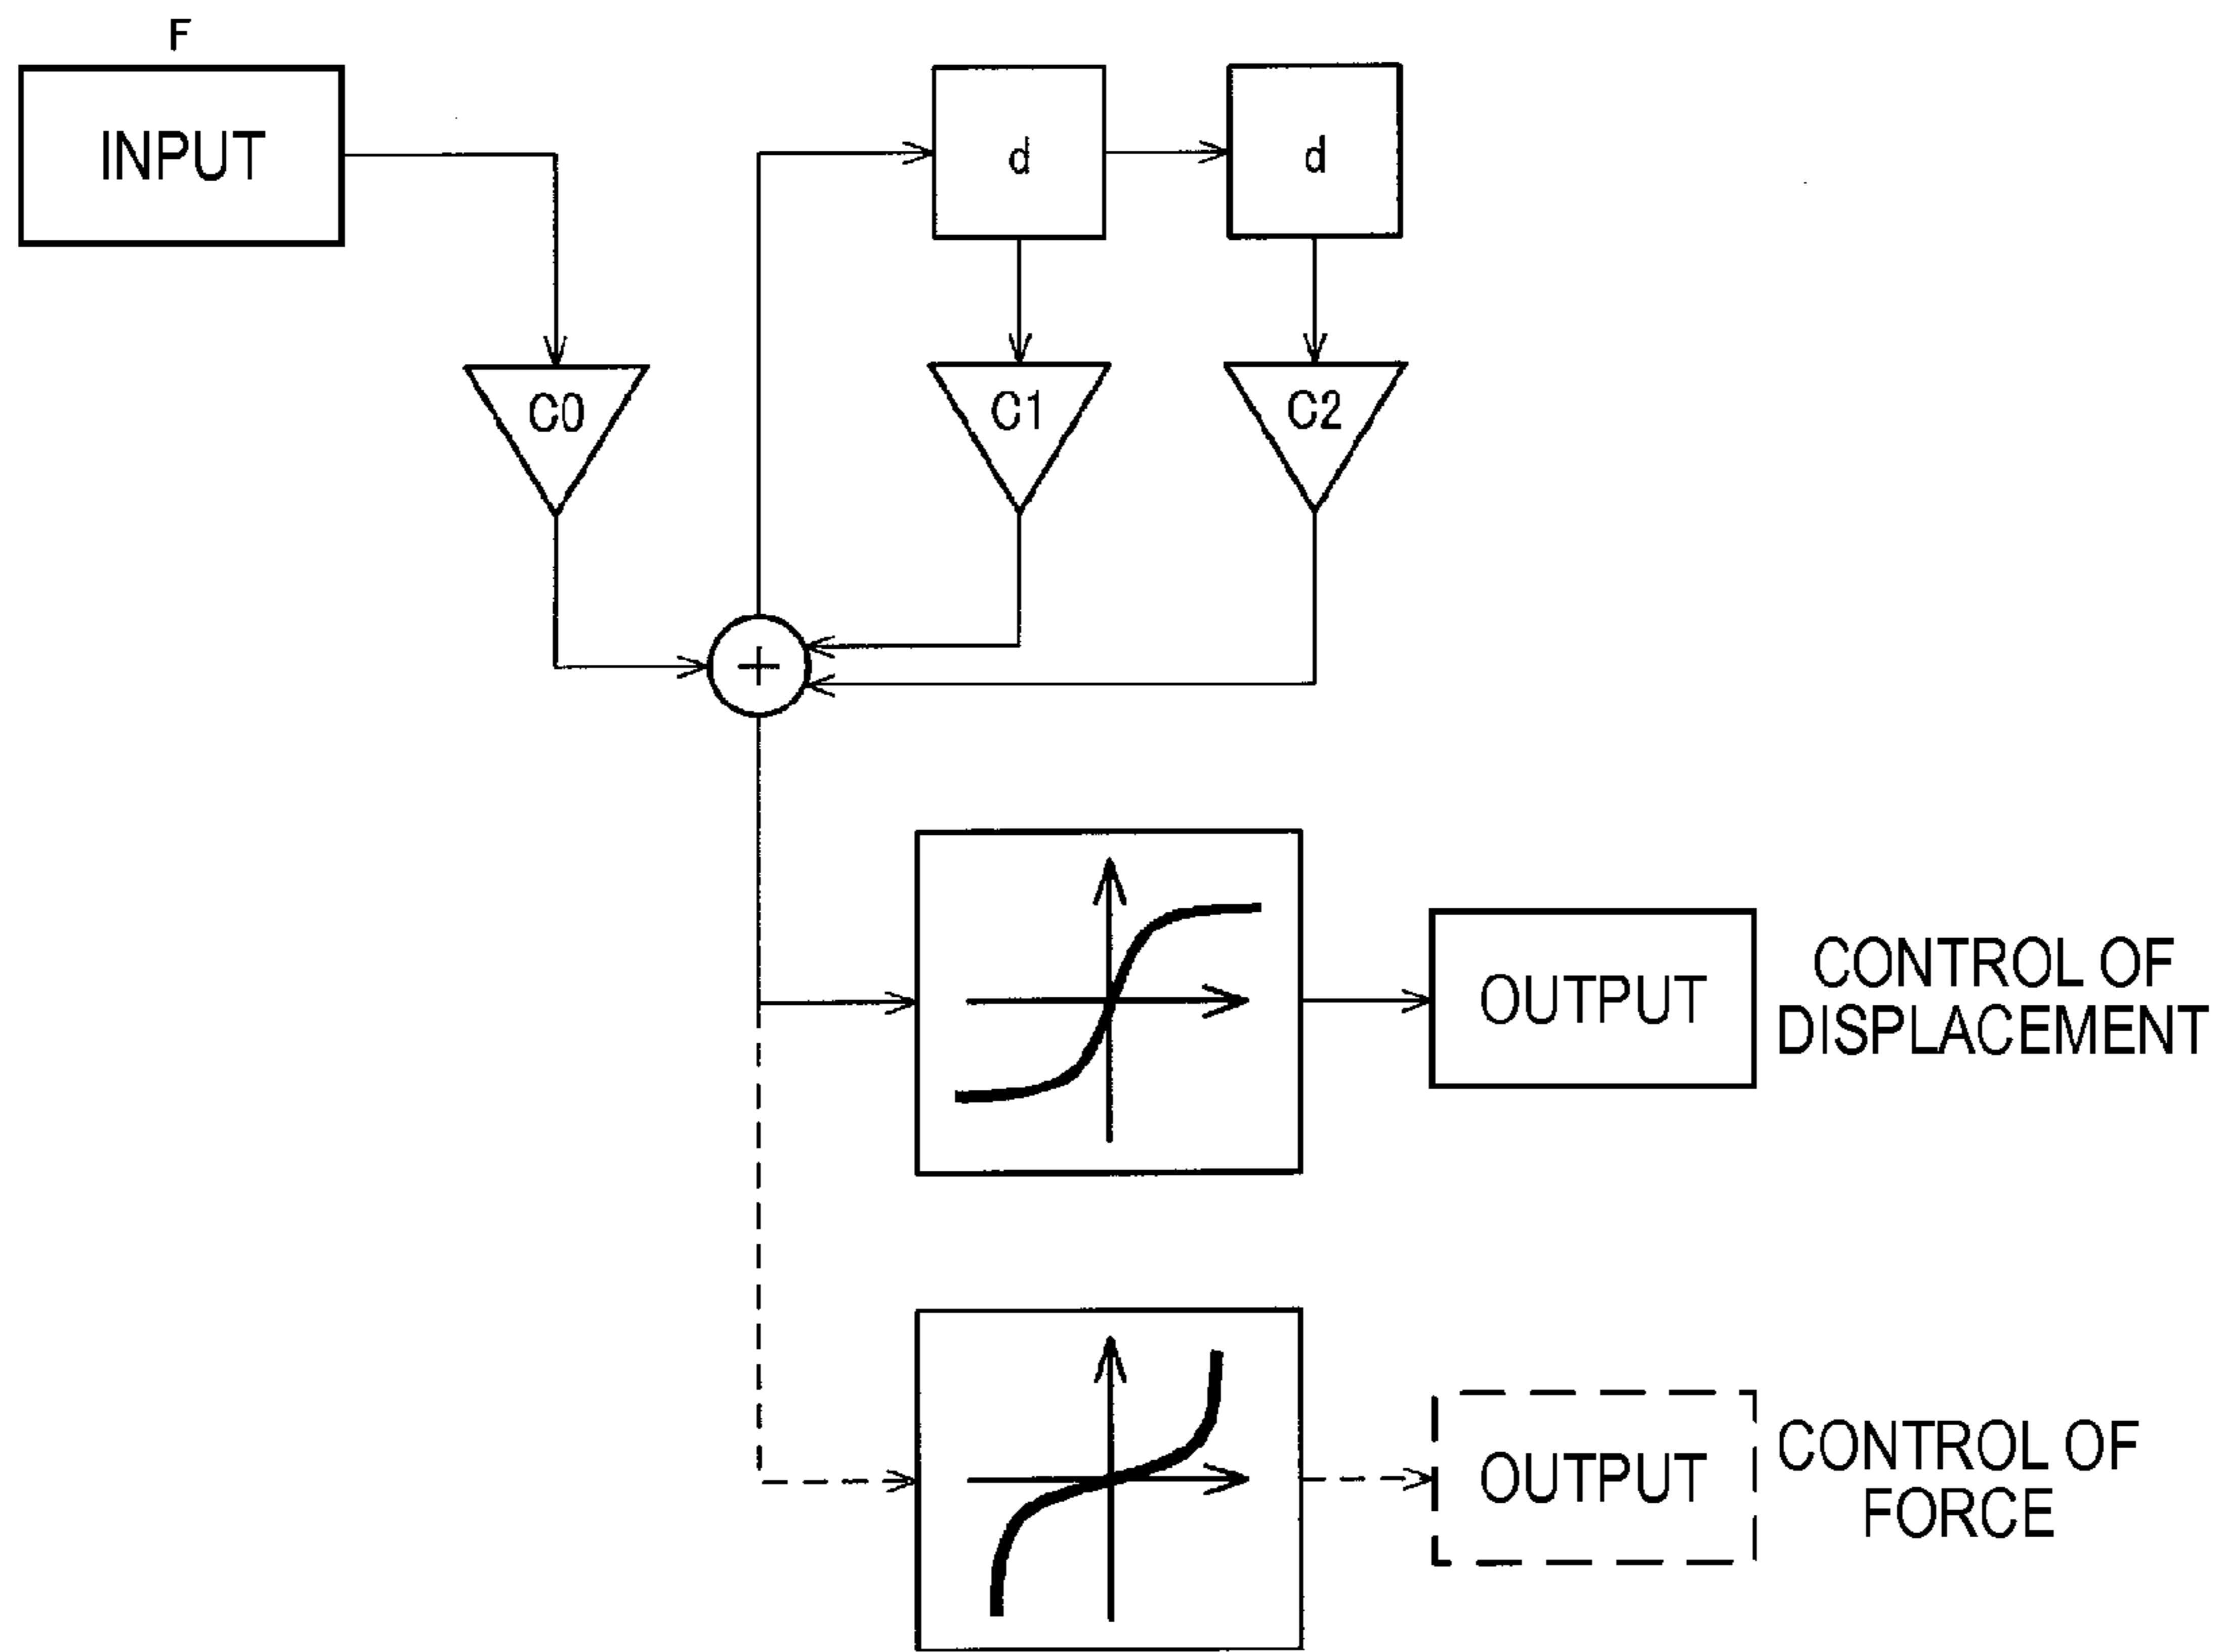 F
INPUT
d
d
C0
C1
C2
+
OUTPUT
CONTROL OF
DISPLACEMENT
OUTPUT
CONTROL OF
FORCE